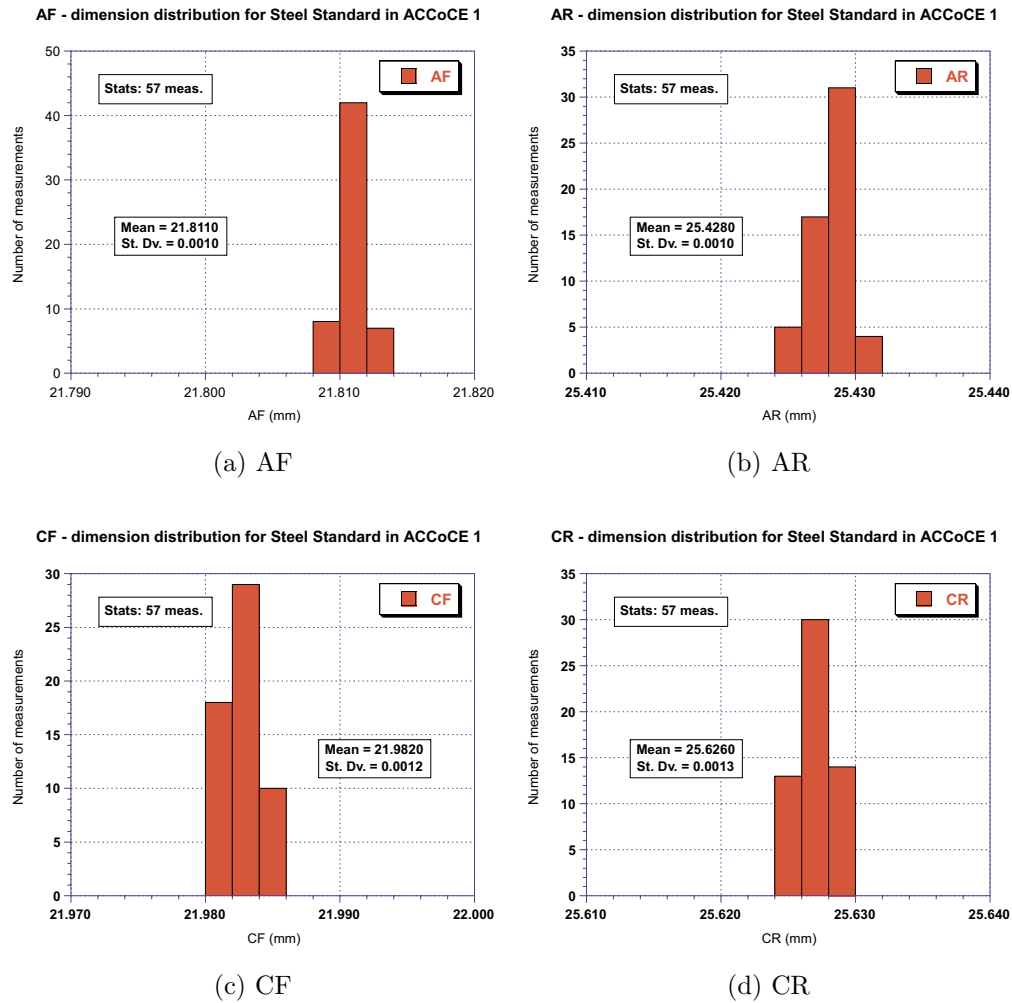 AF - dimension distribution for Steel Standard in ACCoCE 1
50
40
30
20
10
0
Number of measurements
Stats: 57 meas.
AF
Mean = 21.8110
St. Dv. = 0.0010
21.790
21.800
21.810
21.820
AF (mm)
(a) AF
AR - dimension distribution for Steel Standard in ACCoCE 1
35
30
25
20
15
10
5
0
Number of measurements
Stats: 57 meas.
AR
Mean = 25.4280
St. Dv. = 0.0010
25.410
25.420
25.430
25.440
AR (mm)
(b) AR
CF - dimension distribution for Steel Standard in ACCoCE 1
30
25
20
15
10
5
0
Number of measurements
Stats: 57 meas.
CF
Mean = 21.9820
St. Dv. = 0.0012
21.970
21.980
21.990
22.000
CF (mm)
(c) CF
CR - dimension distribution for Steel Standard in ACCoCE 1
35
30
25
20
15
10
5
0
Number of measurements
Stats: 57 meas.
CR
Mean = 25.6260
St. Dv. = 0.0013
25.610
25.620
25.630
25.640
CR (mm)
(d) CR